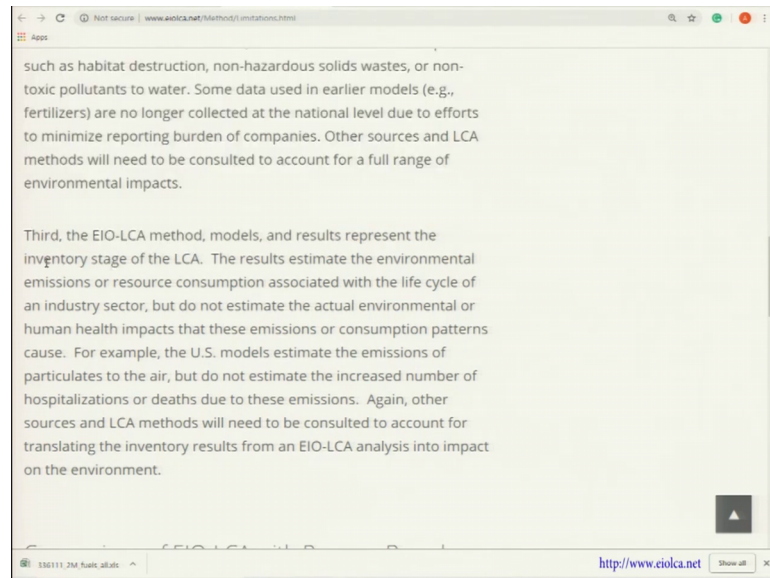 Not secure | www.eiolca.net/Method/Limitations.html
Apps
such as habitat destruction, non-hazardous solids wastes, or non-
toxic pollutants to water. Some data used in earlier models (e.g.,
fertilizers) are no longer collected at the national level due to efforts
to minimize reporting burden of companies. Other sources and LCA
methods will need to be consulted to account for a full range of
environmental impacts.
Third, the EIO-LCA method, models, and results represent the
inventory stage of the LCA. The results estimate the environmental
emissions or resource consumption associated with the life cycle of
an industry sector, but do not estimate the actual environmental or
human health impacts that these emissions or consumption patterns
cause. For example, the U.S. models estimate the emissions of
particulates to the air, but do not estimate the increased number of
hospitalizations or deaths due to these emissions. Again, other
sources and LCA methods will need to be consulted to account for
translating the inventory results from an EIO-LCA analysis into impact
on the environment.
336111_2M_fuels_all.xls
http://www.eiolca.net
Show all